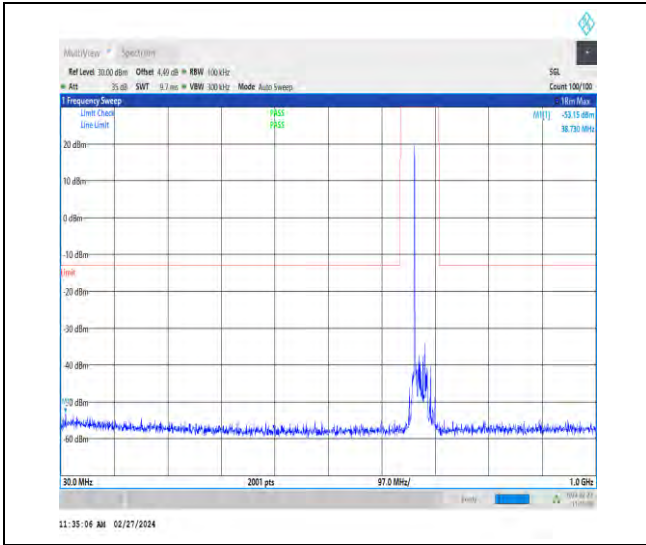 MultiView Spectrum
Ref Level 30.00 dBm Offset 4.49 dB RBW 100 kHz SGL
Att 35 dB SWT 9.7 ms VBW 300 kHz Mode Auto Sweep Count 100/100
1 Frequency Sweep 1Rm Max
Limit Check PASS M1[1] -53.15 dBm
Line Limit PASS 38.730 MHz
20 dBm
10 dBm
0 dBm
-10 dBm
Limit
-20 dBm
-30 dBm
-40 dBm
-60 dBm
30.0 MHz 2001 pts 97.0 MHz/ 1.0 GHz
11:35:06 AM 02/27/2024